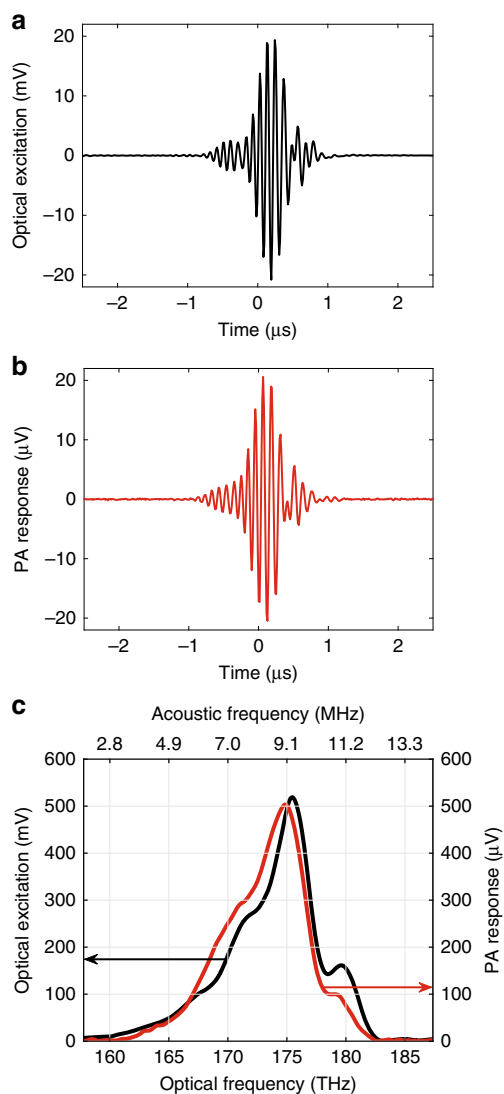 a
Optical excitation (mV)
20
10
0
−10
−20
−2 −1 0 1 2
Time (μs)
b
PA response (μV)
20
10
0
−10
−20
−2 −1 0 1 2
Time (μs)
c
Acoustic frequency (MHz)
2.8 4.9 7.0 9.1 11.2 13.3
Optical excitation (mV)
600 600
500 500
400 400
300 300
200 200
100 100
0 0
PA response (μV)
160 165 170 175 180 185
Optical frequency (THz)